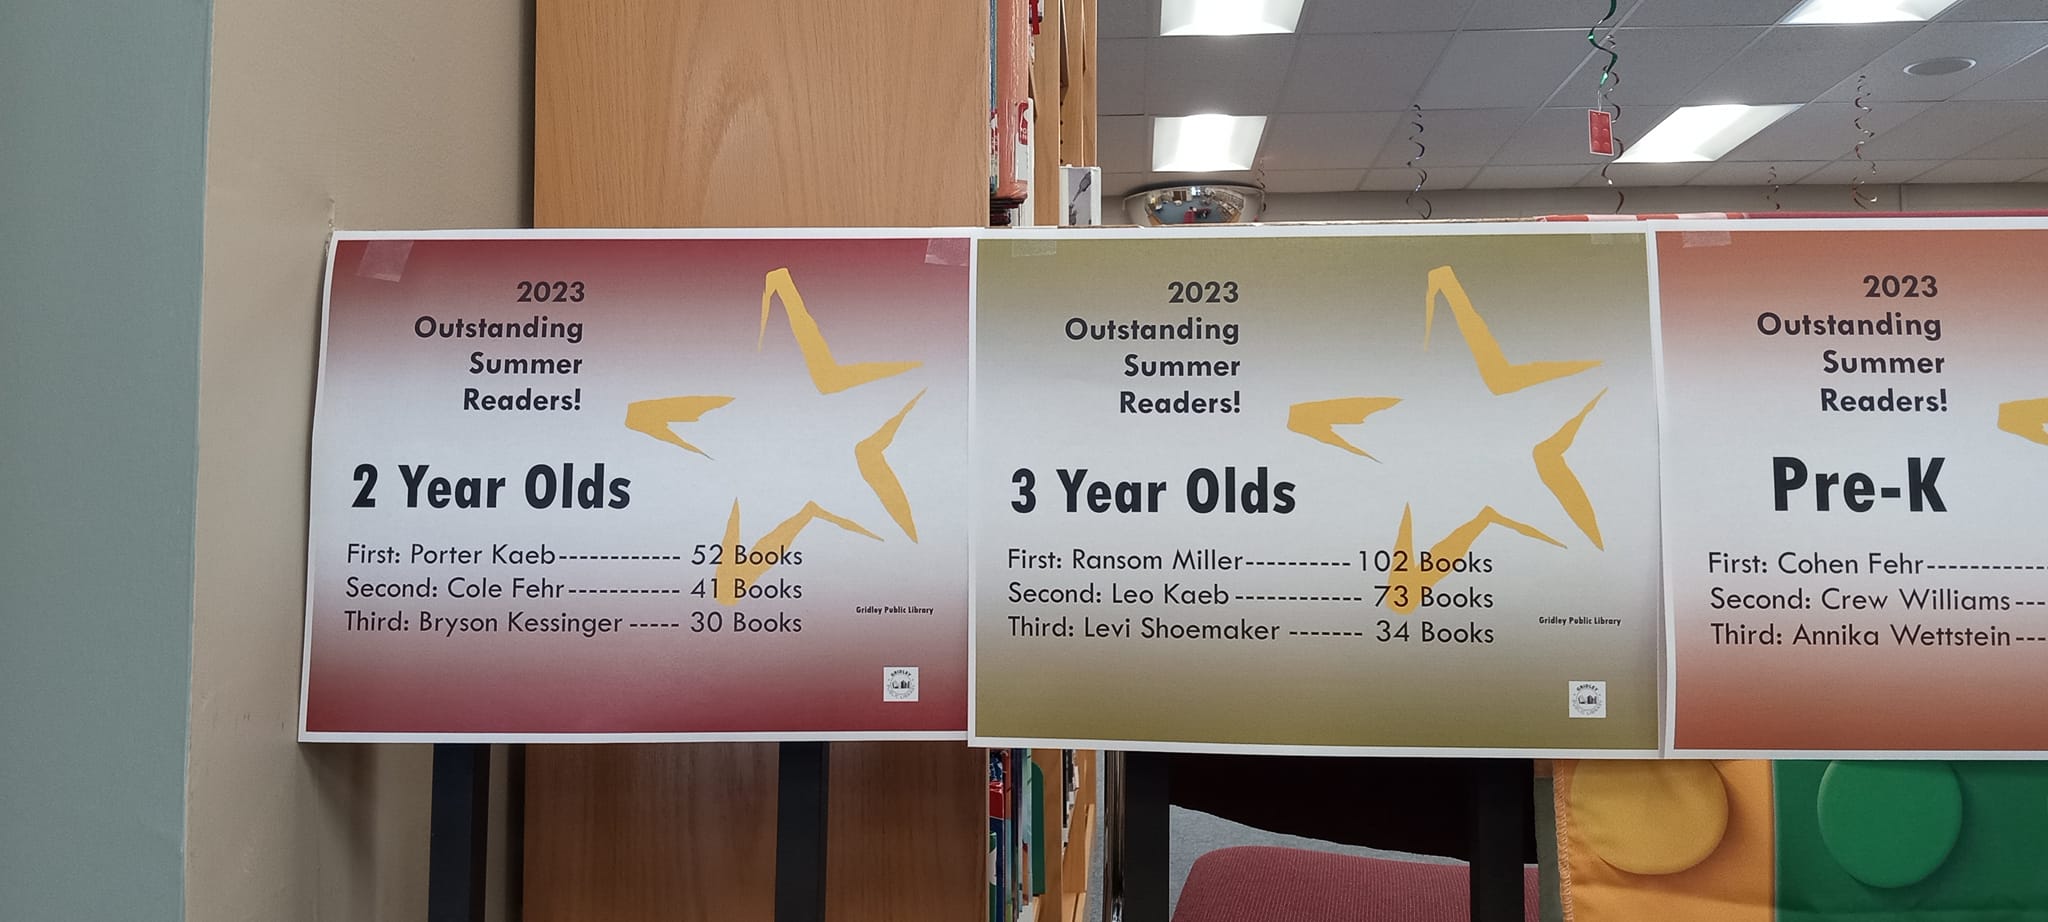 2023
Outstanding
Summer
Readers!
2 Year Olds
First: Porter Kaeb------------ 52 Books
Second: Cole Fehr----------- 41 Books
Third: Bryson Kessinger ----- 30 Books
Gridley Public Library
GRIDLEY
2023
Outstanding
Summer
Readers!
3 Year Olds
First: Ransom Miller---------- 102 Books
Second: Leo Kaeb ------------ 73 Books
Third: Levi Shoemaker ------- 34 Books
Gridley Public Library
GRIDLEY
2023
Outstanding
Summer
Readers!
Pre-K
First: Cohen Fehr------------
Second: Crew Williams---
Third: Annika Wettstein---